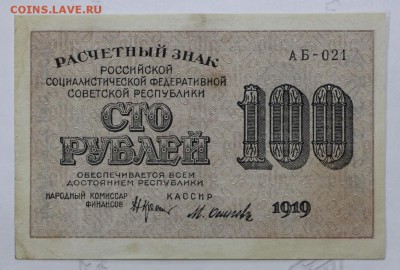 COINS.LAVE.RU
РАСЧЕТНЫЙ ЗНАК
РОССИЙСКОЙ
СОЦИАЛИСТИЧЕСКОЙ ФЕДЕРАТИВНОЙ
СОВЕТСКОЙ РЕСПУБЛИКИ
АБ-021
СТО
РУБЛЕЙ
100
ОБЕСПЕЧИВАЕТСЯ ВСЕМ
ДОСТОЯНИЕМ РЕСПУБЛИКИ
НАРОДНЫЙ КОМИССАР
ФИНАНСОВ
КАССИР
1919